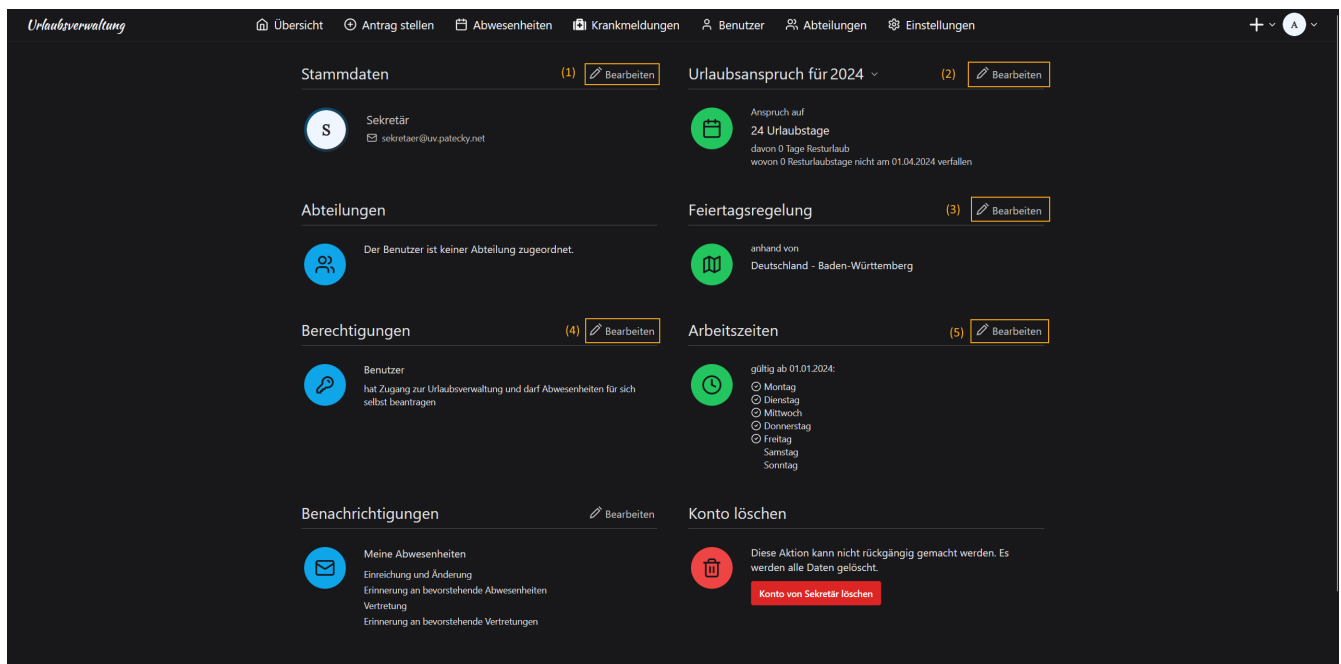 Urlaubsverwaltung
Übersicht
Antrag stellen
Abwesenheiten
Krankmeldungen
Benutzer
Abteilungen
Einstellungen
A
Stammdaten
(1)
Bearbeiten
S
Sekretär
sekretaer@uv.patecky.net
Urlaubsanspruch für 2024
(2)
Bearbeiten
Anspruch auf
24 Urlaubstage
davon 0 Tage Resturlaub
wovon 0 Resturlaubstage nicht am 01.04.2024 verfallen
Abteilungen
Der Benutzer ist keiner Abteilung zugeordnet.
Feiertagsregelung
(3)
Bearbeiten
anhand von
Deutschland - Baden-Württemberg
Berechtigungen
(4)
Bearbeiten
Benutzer
hat Zugang zur Urlaubsverwaltung und darf Abwesenheiten für sich
selbst beantragen
Arbeitszeiten
(5)
Bearbeiten
gültig ab 01.01.2024:
Montag
Dienstag
Mittwoch
Donnerstag
Freitag
Samstag
Sonntag
Benachrichtigungen
Bearbeiten
Meine Abwesenheiten
Einreichung und Änderung
Erinnerung an bevorstehende Abwesenheiten
Vertretung
Erinnerung an bevorstehende Vertretungen
Konto löschen
Diese Aktion kann nicht rückgängig gemacht werden. Es
werden alle Daten gelöscht.
Konto von Sekretär löschen